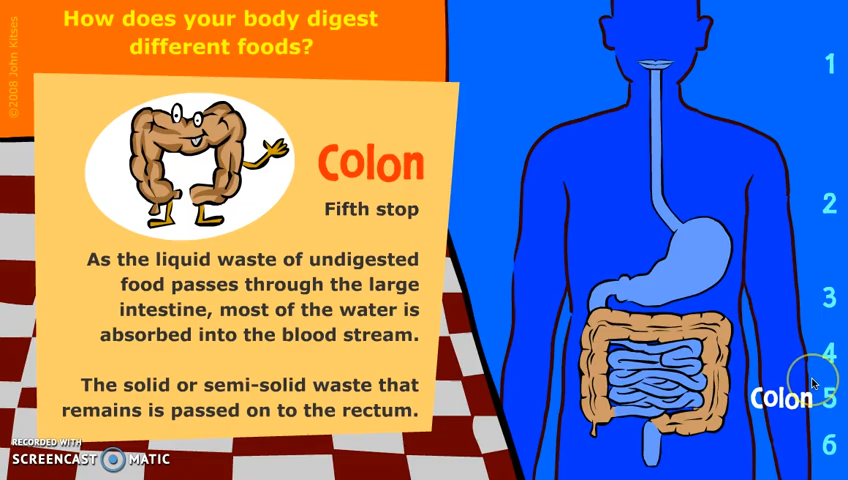 How does your body digest
different foods?
©2008 John Kitses
Colon
Fifth stop
As the liquid waste of undigested
food passes through the large
intestine, most of the water is
absorbed into the blood stream.
The solid or semi-solid waste that
remains is passed on to the rectum.
RECORDED WITH
SCREENCAST MATIC
1
2
3
4
Colon 5
6